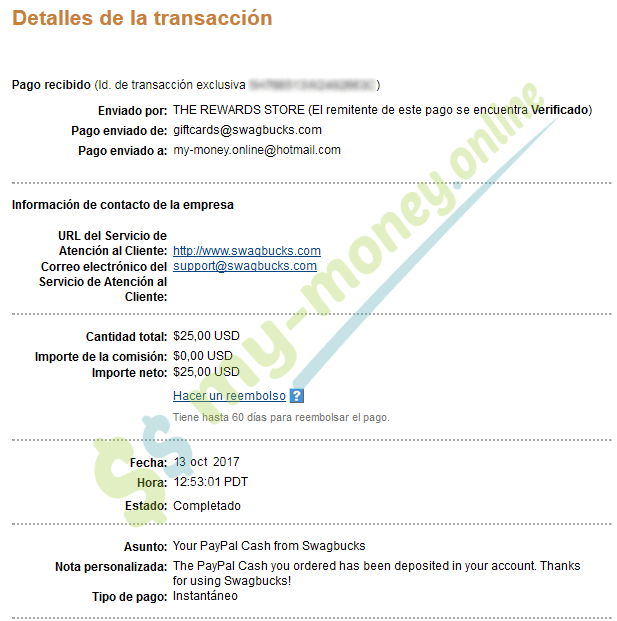 Detalles de la transacción
Pago recibido (Id. de transacción exclusiva )
Enviado por: THE REWARDS STORE (El remitente de este pago se encuentra Verificado)
Pago enviado de: giftcards@swagbucks.com
Pago enviado a: my-money.online@hotmail.com
Información de contacto de la empresa
URL del Servicio de
Atención al Cliente: http://www.swagbucks.com
Correo electrónico del support@swagbucks.com
Servicio de Atención al
Cliente:
Cantidad total: $25,00 USD
Importe de la comisión: $0,00 USD
Importe neto: $25,00 USD
Hacer un reembolso ?
Tiene hasta 60 días para reembolsar el pago.
Fecha: 13 oct 2017
Hora: 12:53:01 PDT
Estado: Completado
Asunto: Your PayPal Cash from Swagbucks
Nota personalizada: The PayPal Cash you ordered has been deposited in your account. Thanks
for using Swagbucks!
Tipo de pago: Instantáneo
$$ my-money.online